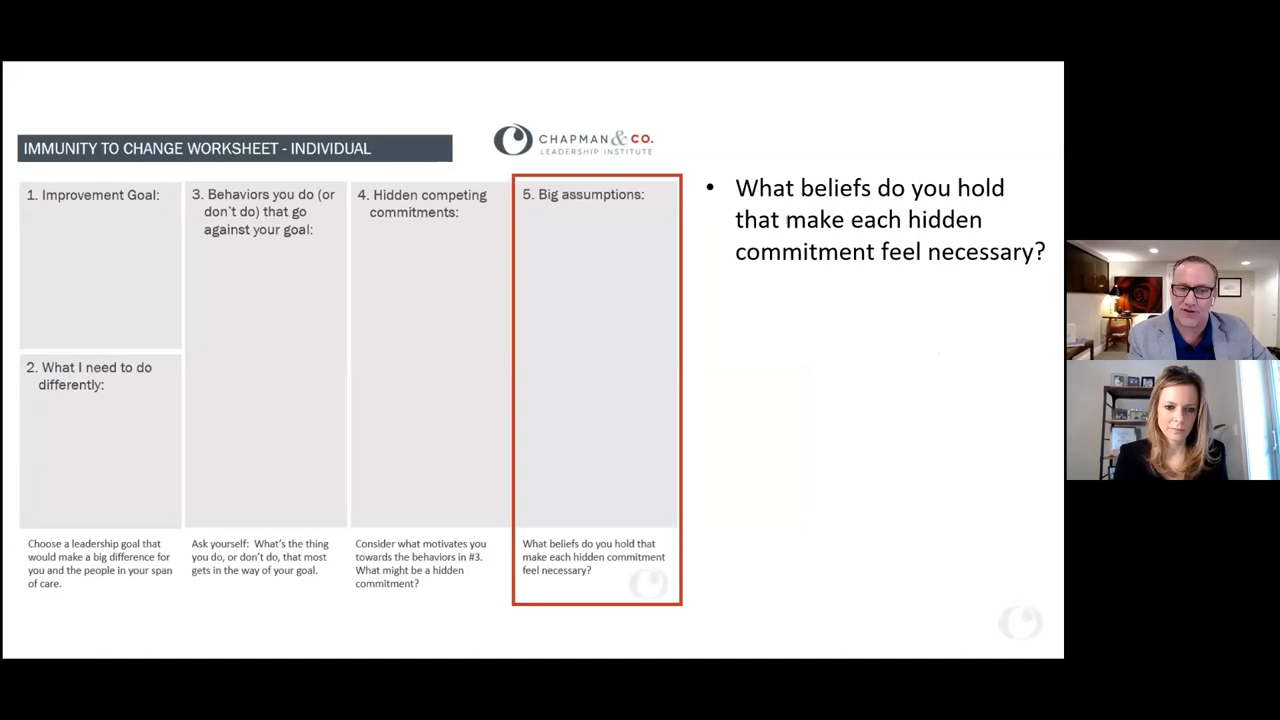 IMMUNITY TO CHANGE WORKSHEET - INDIVIDUAL
CHAPMAN & CO.
LEADERSHIP INSTITUTE
1. Improvement Goal:
2. What I need to do
differently:
Choose a leadership goal that
would make a big difference for
you and the people in your span
of care.
3. Behaviors you do (or
don't do) that go
against your goal:
Ask yourself: What's the thing
you do, or don't do, that most
gets in the way of your goal.
4. Hidden competing
commitments:
Consider what motivates you
towards the behaviors in #3.
What might be a hidden
commitment?
5. Big assumptions:
What beliefs do you hold that
make each hidden commitment
feel necessary?
• What beliefs do you hold
that make each hidden
commitment feel necessary?